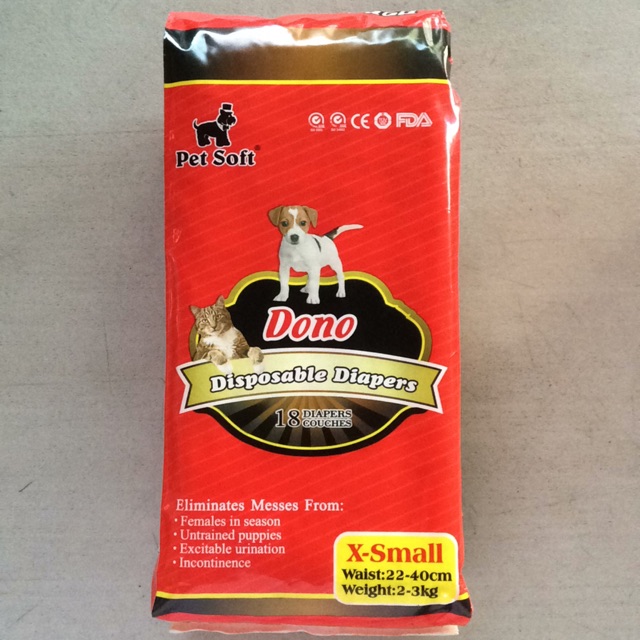 Pet Soft®
CE FDA
Dono
Disposable Diapers
18 DIAPERS
COUCHES
Eliminates Messes From:
• Females in season
• Untrained puppies
• Excitable urination
• Incontinence
X-Small
Waist:22-40cm
Weight:2-3kg